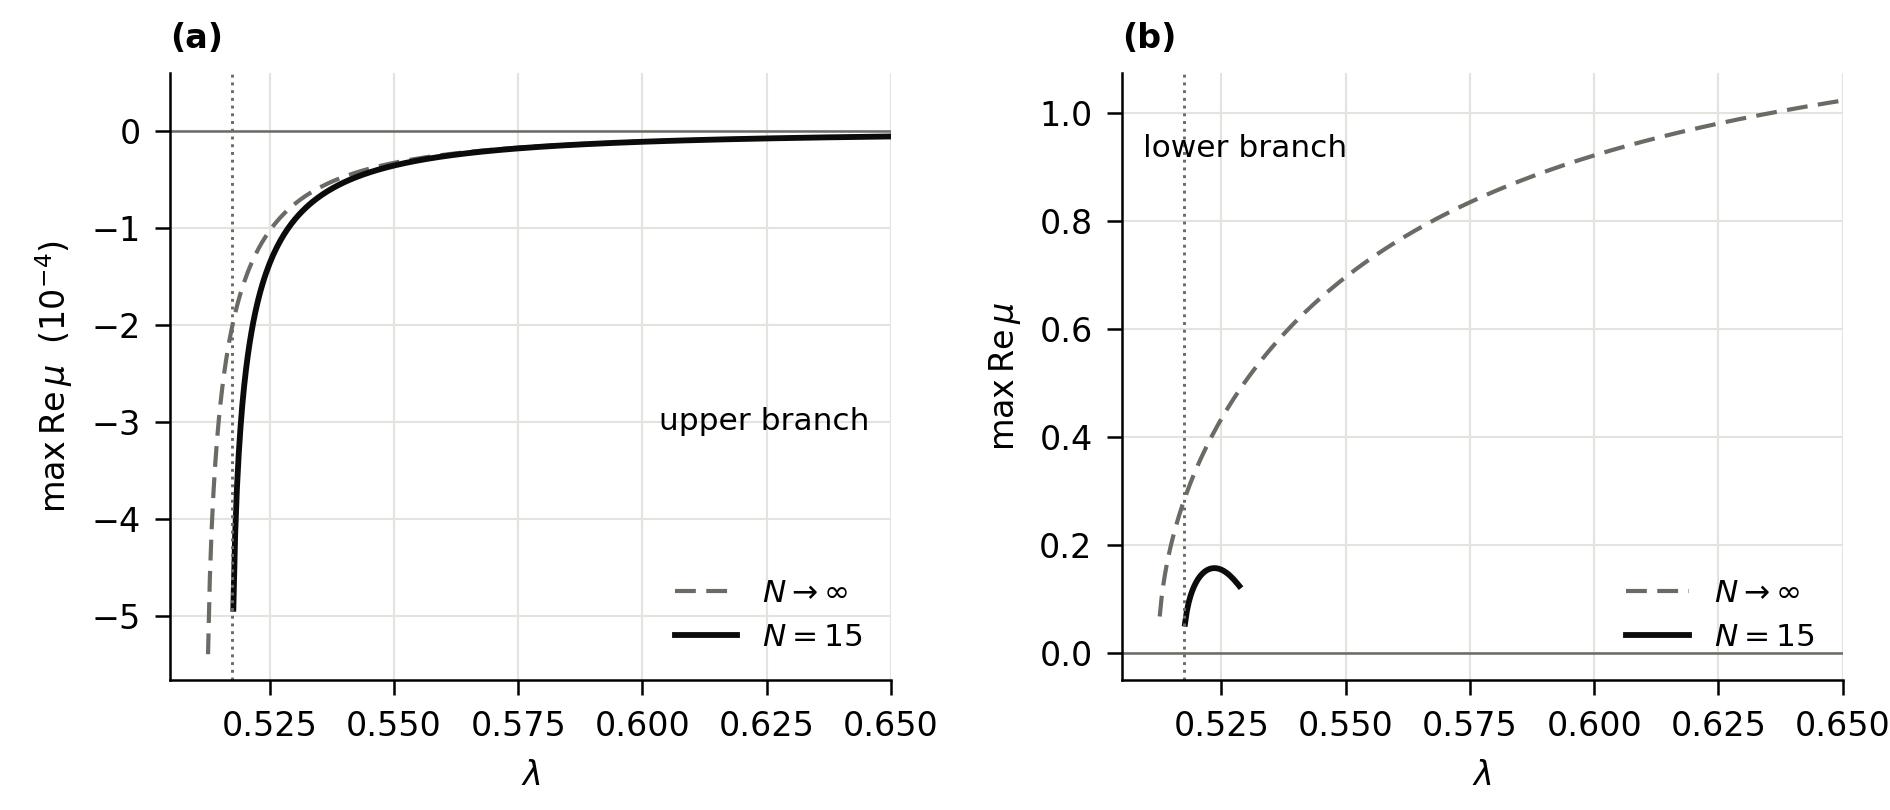 (a)
max Re μ (10⁻⁴)
0
−1
−2
−3
−4
−5
upper branch
N → ∞
N = 15
0.525 0.550 0.575 0.600 0.625 0.650
λ
(b)
max Re μ
1.0
0.8
0.6
0.4
0.2
0.0
lower branch
N → ∞
N = 15
0.525 0.550 0.575 0.600 0.625 0.650
λ